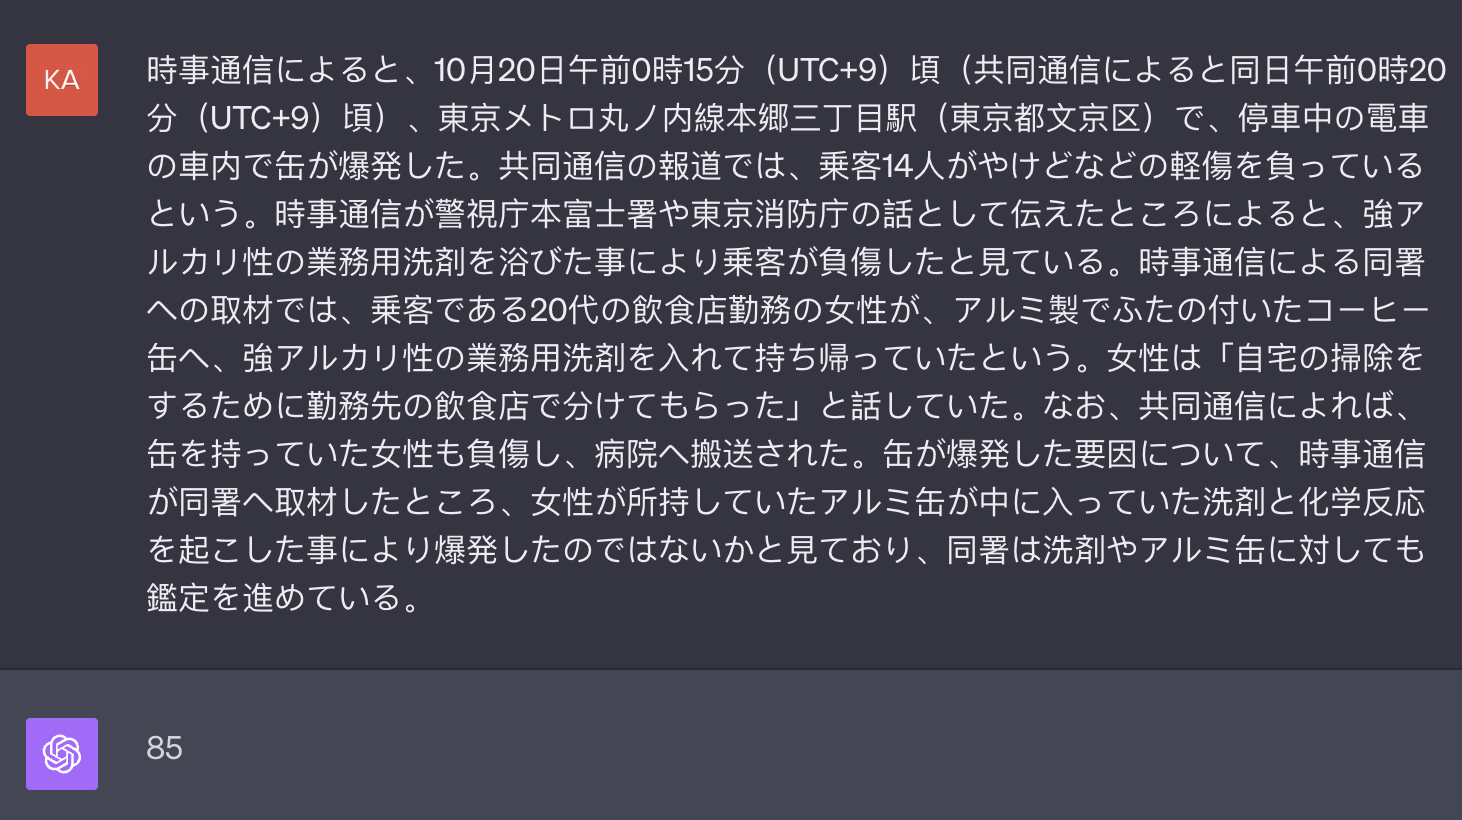 KA
時事通信によると、10月20日午前0時15分（UTC+9）頃（共同通信によると同日午前0時20
分（UTC+9）頃）、東京メトロ丸ノ内線本郷三丁目駅（東京都文京区）で、停車中の電車
の車内で缶が爆発した。共同通信の報道では、乗客14人がやけどなどの軽傷を負っている
という。時事通信が警視庁本富士署や東京消防庁の話として伝えたところによると、強ア
ルカリ性の業務用洗剤を浴びた事により乗客が負傷したと見ている。時事通信による同署
への取材では、乗客である20代の飲食店勤務の女性が、アルミ製でふたの付いたコーヒー
缶へ、強アルカリ性の業務用洗剤を入れて持ち帰っていたという。女性は「自宅の掃除を
するために勤務先の飲食店で分けてもらった」と話していた。なお、共同通信によれば、
缶を持っていた女性も負傷し、病院へ搬送された。缶が爆発した要因について、時事通信
が同署へ取材したところ、女性が所持していたアルミ缶が中に入っていた洗剤と化学反応
を起こした事により爆発したのではないかと見ており、同署は洗剤やアルミ缶に対しても
鑑定を進めている。
85